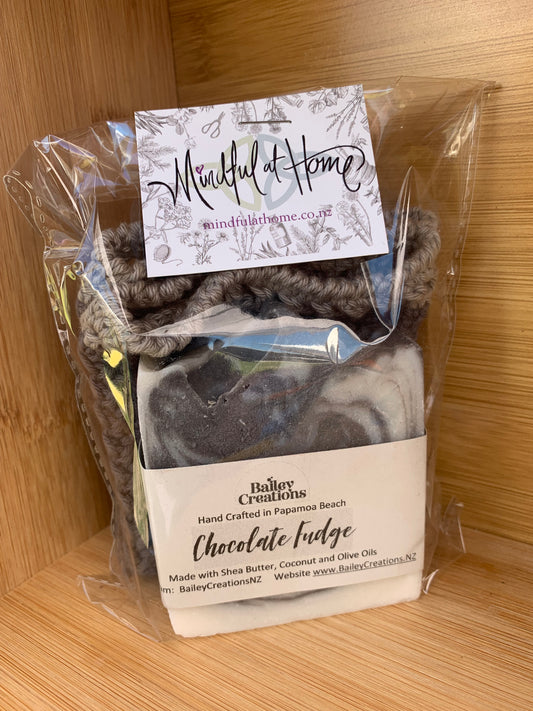 Mindful at Home
mindfulathome.co.nz
Bailey
Creations
Hand Crafted in Papamoa Beach
Chocolate Fudge
Made with Shea Butter, Coconut and Olive Oils
m: BaileyCreationsNZ Website www.BaileyCreations.NZ